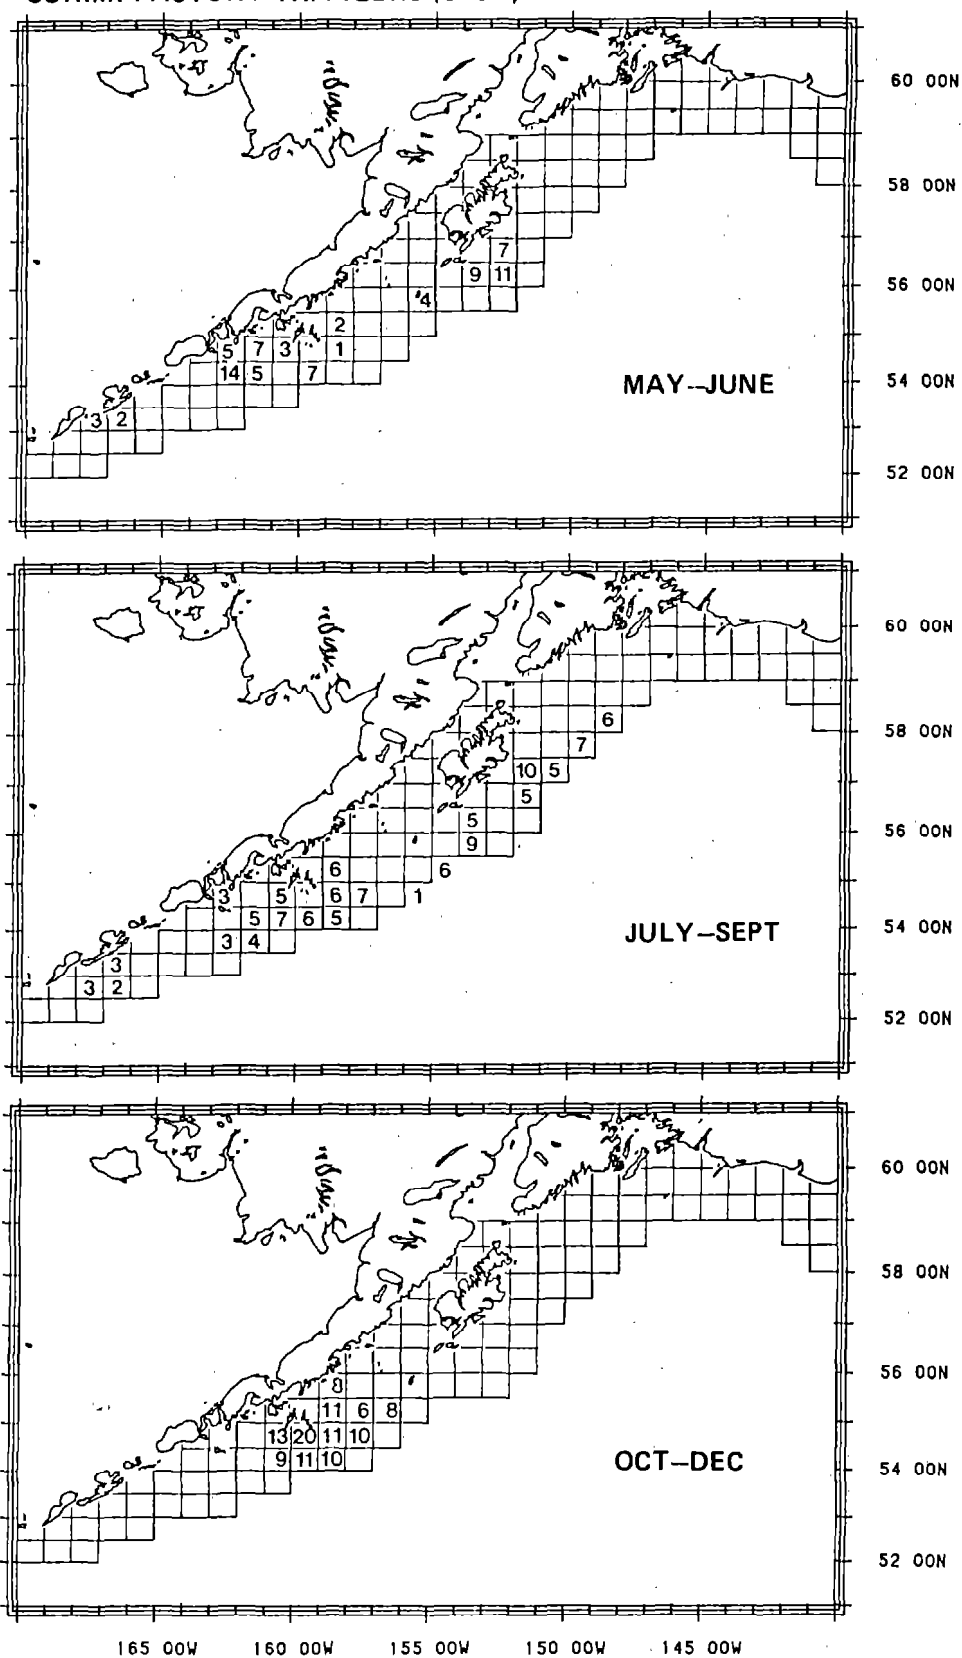 60 00N
58 00N
7
9 11
56 00N
4
2
5 7 3 1
14 5 7
MAY--JUNE
54 00N
3 2
52 00N
60 00N
6
58 00N
7
10 5
5
5
56 00N
9
6 6
3 5 6 7 1
5 7 6 5
JULY—SEPT
54 00N
3 4
3
3 2
52 00N
60 00N
58 00N
56 00N
8
11 6 8
13 20 11 10
9 11 10
OCT—DEC
54 00N
52 00N
165 00W 160 00W 155 00W 150 00W 145 00W